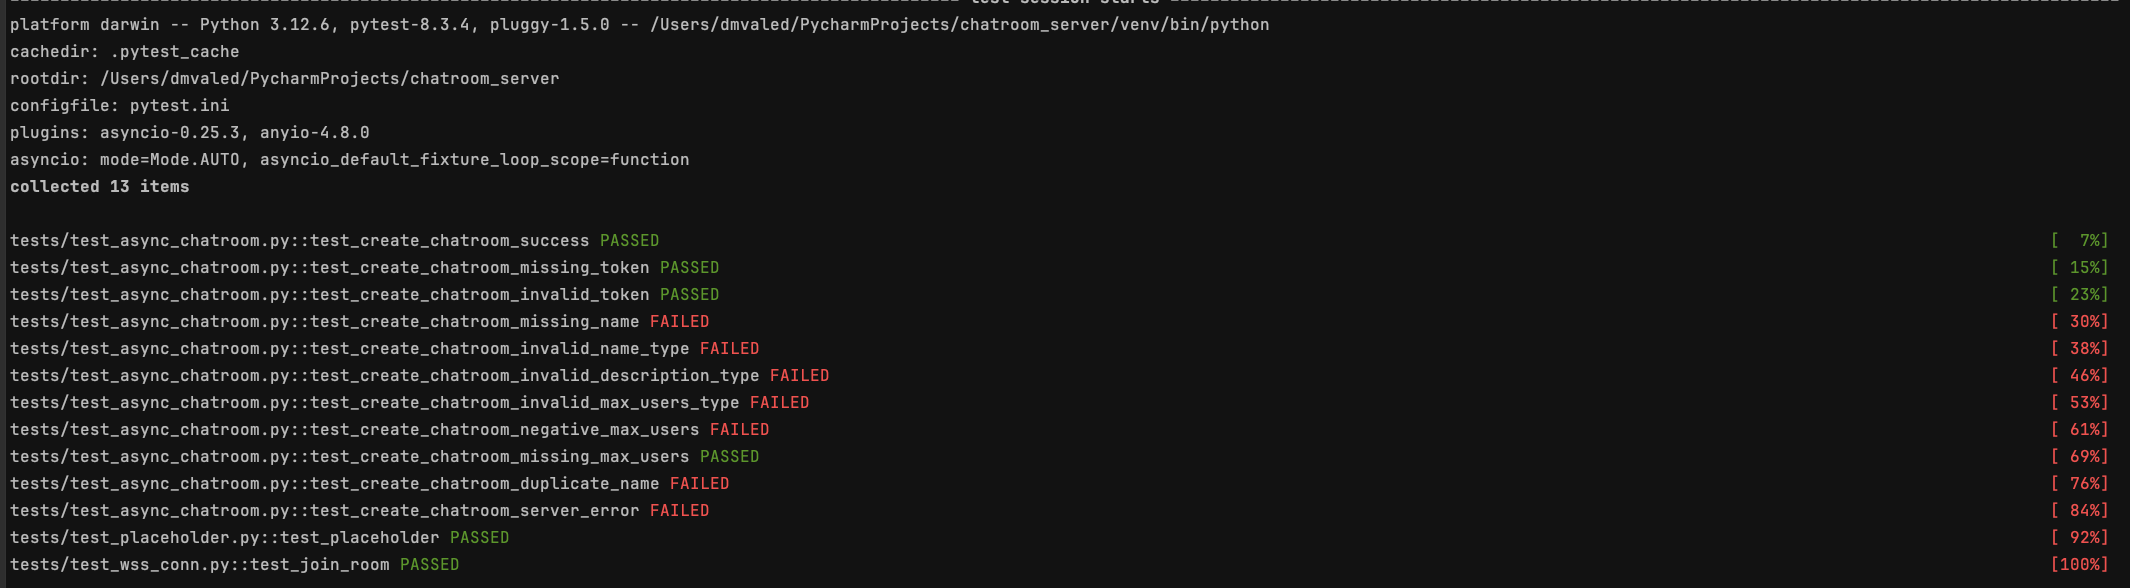 test session starts
platform darwin -- Python 3.12.6, pytest-8.3.4, pluggy-1.5.0 -- /Users/dmvaled/PycharmProjects/chatroom_server/venv/bin/python
cachedir: .pytest_cache
rootdir: /Users/dmvaled/PycharmProjects/chatroom_server
configfile: pytest.ini
plugins: asyncio-0.25.3, anyio-4.8.0
asyncio: mode=Mode.AUTO, asyncio_default_fixture_loop_scope=function
collected 13 items
tests/test_async_chatroom.py::test_create_chatroom_success PASSED [  7%]
tests/test_async_chatroom.py::test_create_chatroom_missing_token PASSED [ 15%]
tests/test_async_chatroom.py::test_create_chatroom_invalid_token PASSED [ 23%]
tests/test_async_chatroom.py::test_create_chatroom_missing_name FAILED [ 30%]
tests/test_async_chatroom.py::test_create_chatroom_invalid_name_type FAILED [ 38%]
tests/test_async_chatroom.py::test_create_chatroom_invalid_description_type FAILED [ 46%]
tests/test_async_chatroom.py::test_create_chatroom_invalid_max_users_type FAILED [ 53%]
tests/test_async_chatroom.py::test_create_chatroom_negative_max_users FAILED [ 61%]
tests/test_async_chatroom.py::test_create_chatroom_missing_max_users PASSED [ 69%]
tests/test_async_chatroom.py::test_create_chatroom_duplicate_name FAILED [ 76%]
tests/test_async_chatroom.py::test_create_chatroom_server_error FAILED [ 84%]
tests/test_placeholder.py::test_placeholder PASSED [ 92%]
tests/test_wss_conn.py::test_join_room PASSED [100%]